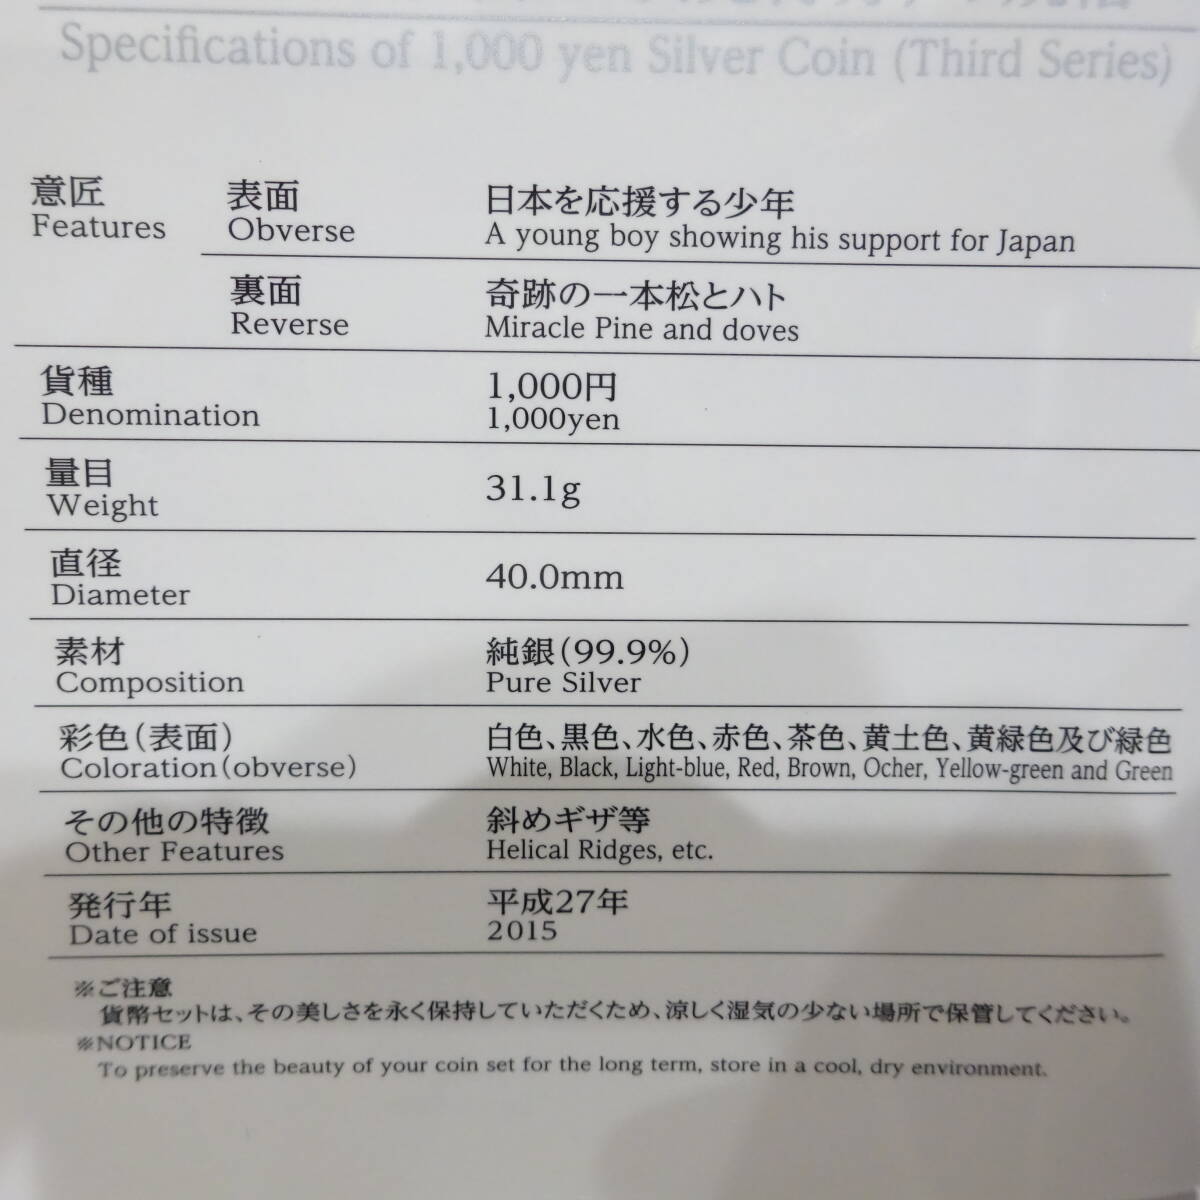 Specifications of 1,000 yen Silver Coin (Third Series)
意匠
Features
表面
Obverse
日本を応援する少年
A young boy showing his support for Japan
裏面
Reverse
奇跡の一本松とハト
Miracle Pine and doves
貨種
Denomination
1,000円
1,000yen
量目
Weight
31.1g
直径
Diameter
40.0mm
素材
Composition
純銀(99.9%)
Pure Silver
彩色(表面)
Coloration(obverse)
白色、黒色、水色、赤色、茶色、黄土色、黄緑色及び緑色
White, Black, Light-blue, Red, Brown, Ocher, Yellow-green and Green
その他の特徴
Other Features
斜めギザ等
Helical Ridges, etc.
発行年
Date of issue
平成27年
2015
※ご注意
貨幣セットは、その美しさを永く保持していただくため、涼しく湿気の少ない場所で保管してください。
※NOTICE
To preserve the beauty of your coin set for the long term, store in a cool, dry environment.